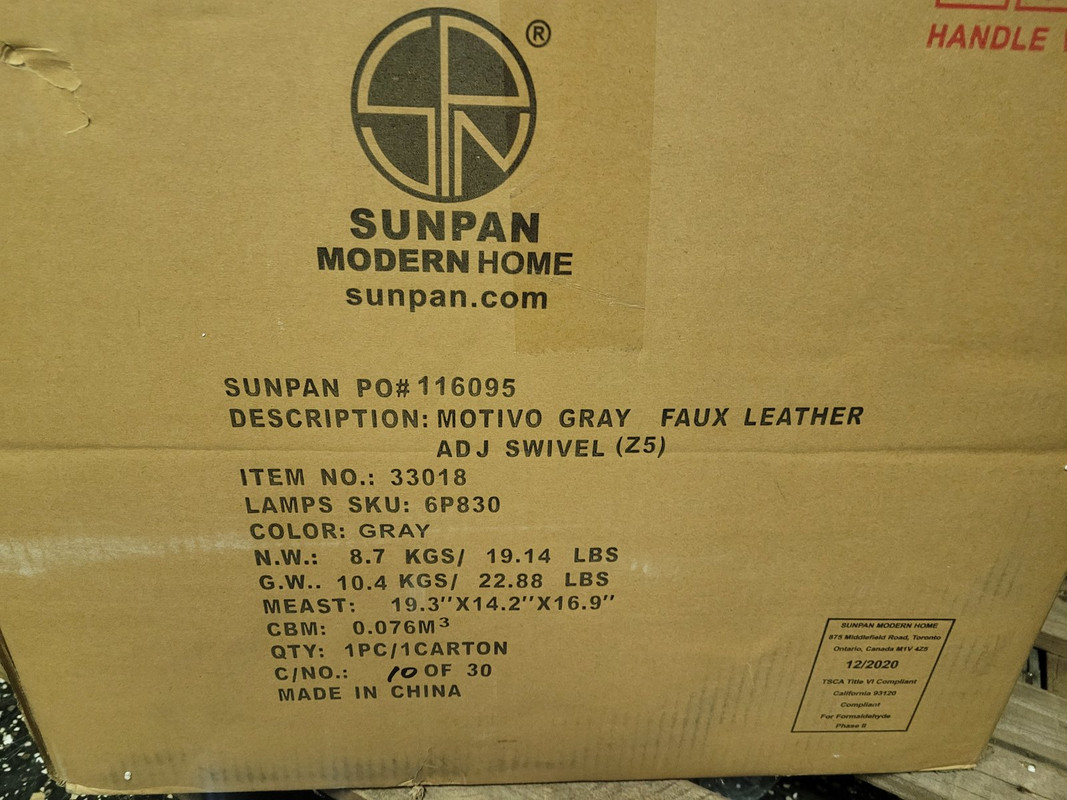 SPN
®
HANDLE
SUNPAN
MODERN HOME
sunpan.com
SUNPAN PO# 116095
DESCRIPTION: MOTIVO GRAY FAUX LEATHER
ADJ SWIVEL (Z5)
ITEM NO.: 33018
LAMPS SKU: 6P830
COLOR: GRAY
N.W.: 8.7 KGS/ 19.14 LBS
G.W.. 10.4 KGS/ 22.88 LBS
MEAST: 19.3"X14.2"X16.9"
CBM: 0.076M³
QTY: 1PC/1CARTON
C/NO.: 10 OF 30
MADE IN CHINA
SUNPAN MODERN HOME
875 Middlefield Road, Toronto
Ontario, Canada M1V 4Z5
12/2020
TSCA Title VI Compliant
California 93120
Compliant
For Formaldehyde
Phase II